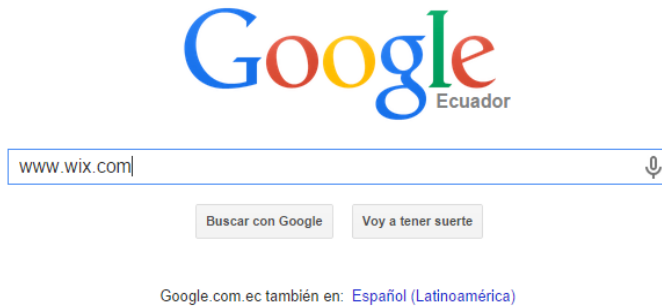 Google
Ecuador
www.wix.com
Buscar con Google Voy a tener suerte
Google.com.ec también en: Español (Latinoamérica)